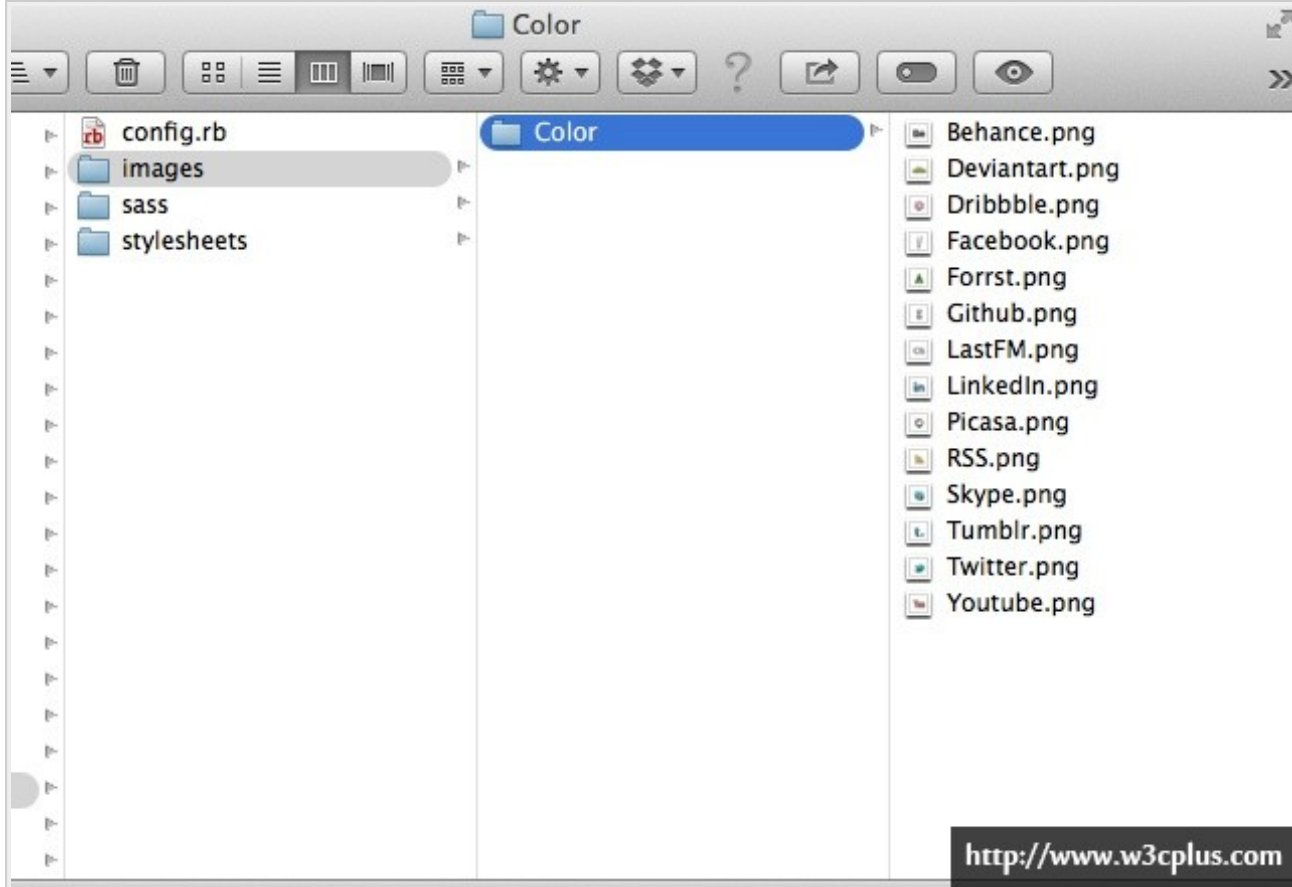 Color
?
config.rb
images
sass
stylesheets
Color
Behance.png
Deviantart.png
Dribbble.png
Facebook.png
Forrst.png
Github.png
LastFM.png
LinkedIn.png
Picasa.png
RSS.png
Skype.png
Tumblr.png
Twitter.png
Youtube.png
http://www.w3cplus.com